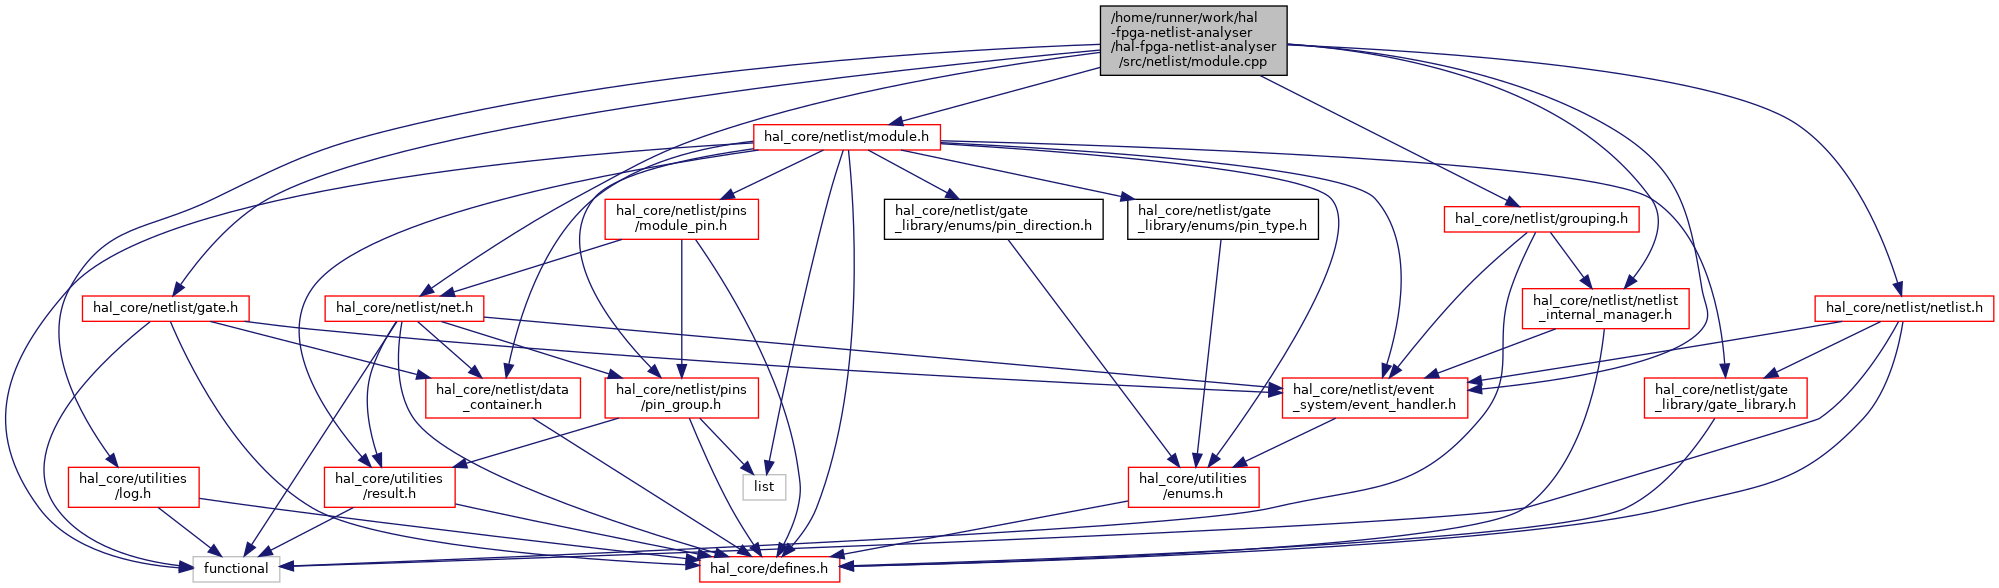 /home/runner/work/hal
-fpga-netlist-analyser
/hal-fpga-netlist-analyser
/src/netlist/module.cpp
hal_core/netlist/module.h
hal_core/netlist/pins
/module_pin.h
hal_core/netlist/gate
_library/enums/pin_direction.h
hal_core/netlist/gate
_library/enums/pin_type.h
hal_core/netlist/grouping.h
hal_core/netlist/gate.h
hal_core/netlist/net.h
hal_core/netlist/netlist
_internal_manager.h
hal_core/netlist/netlist.h
hal_core/netlist/data
_container.h
hal_core/netlist/pins
/pin_group.h
hal_core/netlist/event
_system/event_handler.h
hal_core/netlist/gate
_library/gate_library.h
hal_core/utilities
/log.h
hal_core/utilities
/result.h
list
hal_core/utilities
/enums.h
functional
hal_core/defines.h